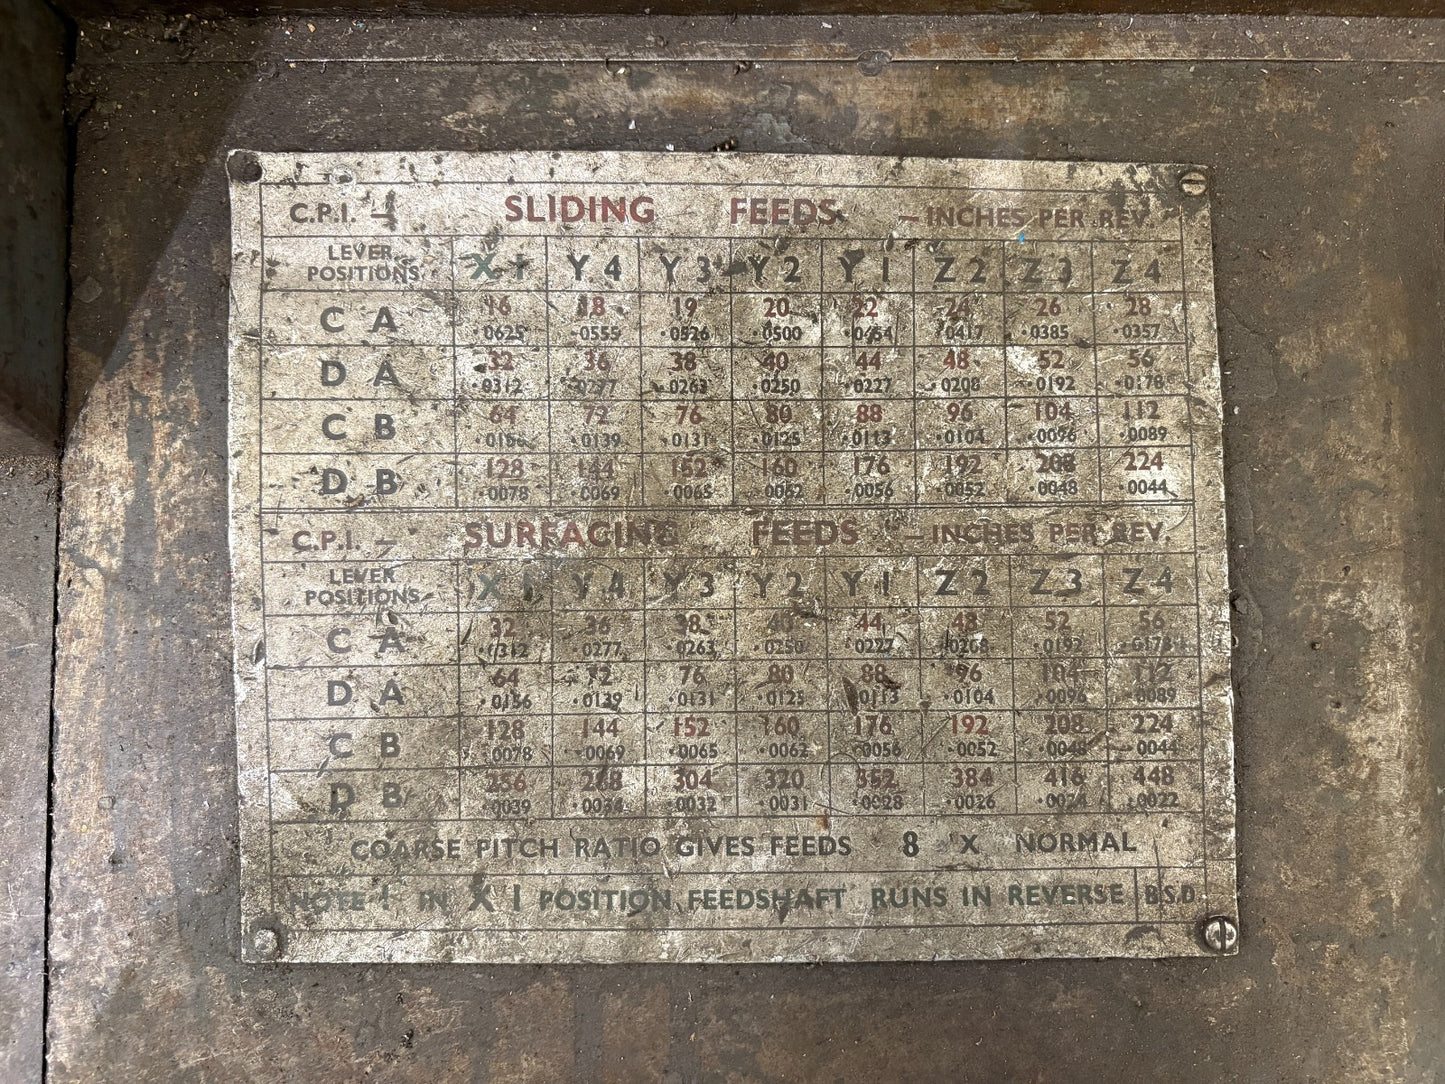 C.P.I. – SLIDING FEEDS – INCHES PER REV.
LEVER POSITIONS X 1 Y 4 Y 3 Y 2 Y 1 Z 2 Z 3 Z 4
C A 16 18 19 20 22 24 26 28
·0625 ·0555 ·0526 ·0500 ·0454 ·0417 ·0385 ·0357
D A 32 36 38 40 44 48 52 56
·0312 ·0277 ·0263 ·0250 ·0227 ·0208 ·0192 ·0178
C B 64 72 76 80 88 96 104 112
·0156 ·0139 ·0131 ·0125 ·0113 ·0104 ·0096 ·0089
D B 128 144 152 160 176 192 208 224
·0078 ·0069 ·0065 ·0062 ·0056 ·0052 ·0048 ·0044
C.P.I. – SURFACING FEEDS – INCHES PER REV.
LEVER POSITIONS X 1 Y 4 Y 3 Y 2 Y 1 Z 2 Z 3 Z 4
C A 32 36 38 40 44 48 52 56
·0312 ·0277 ·0263 ·0250 ·0227 ·0208 ·0192 ·0178
D A 64 72 76 80 88 96 104 112
·0156 ·0139 ·0131 ·0125 ·0113 ·0104 ·0096 ·0089
C B 128 144 152 160 176 192 208 224
·0078 ·0069 ·0065 ·0062 ·0056 ·0052 ·0048 ·0044
D B 256 288 304 320 352 384 416 448
·0039 ·0034 ·0032 ·0031 ·0028 ·0026 ·0024 ·0022
COARSE PITCH RATIO GIVES FEEDS 8 X NORMAL
NOTE 1 IN X 1 POSITION FEEDSHAFT RUNS IN REVERSE B.S.D.